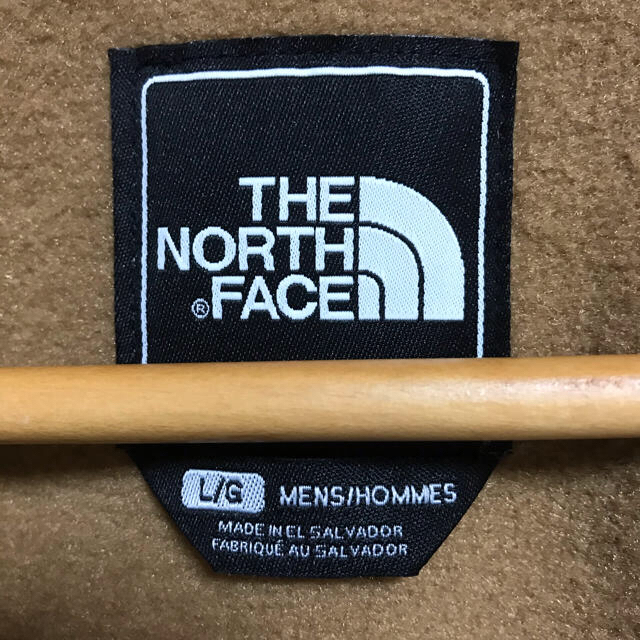 THE
NORTH
® FACE
L/G MENS/HOMMES
MADE IN EL SALVADOR
FABRIQUÉ AU SALVADOR